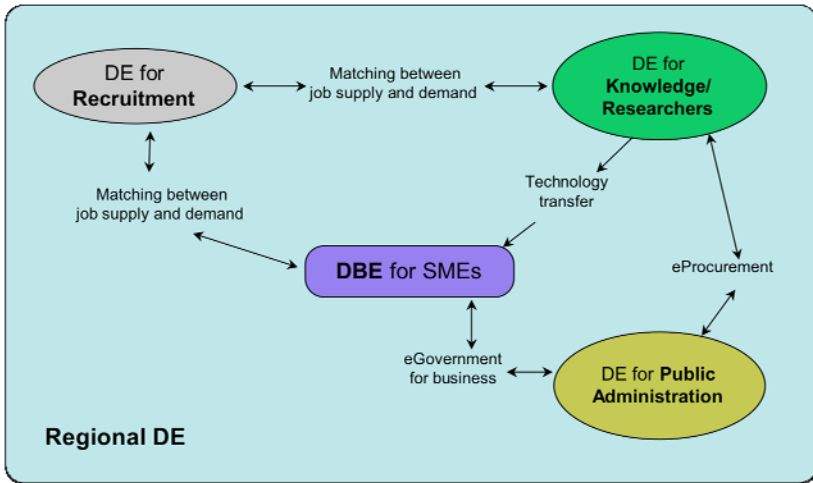 DE for
Recruitment
Matching between
job supply and demand
DE for
Knowledge/
Researchers
Matching between
job supply and demand
Technology
transfer
DBE for SMEs
eProcurement
eGovernment
for business
DE for Public
Administration
Regional DE